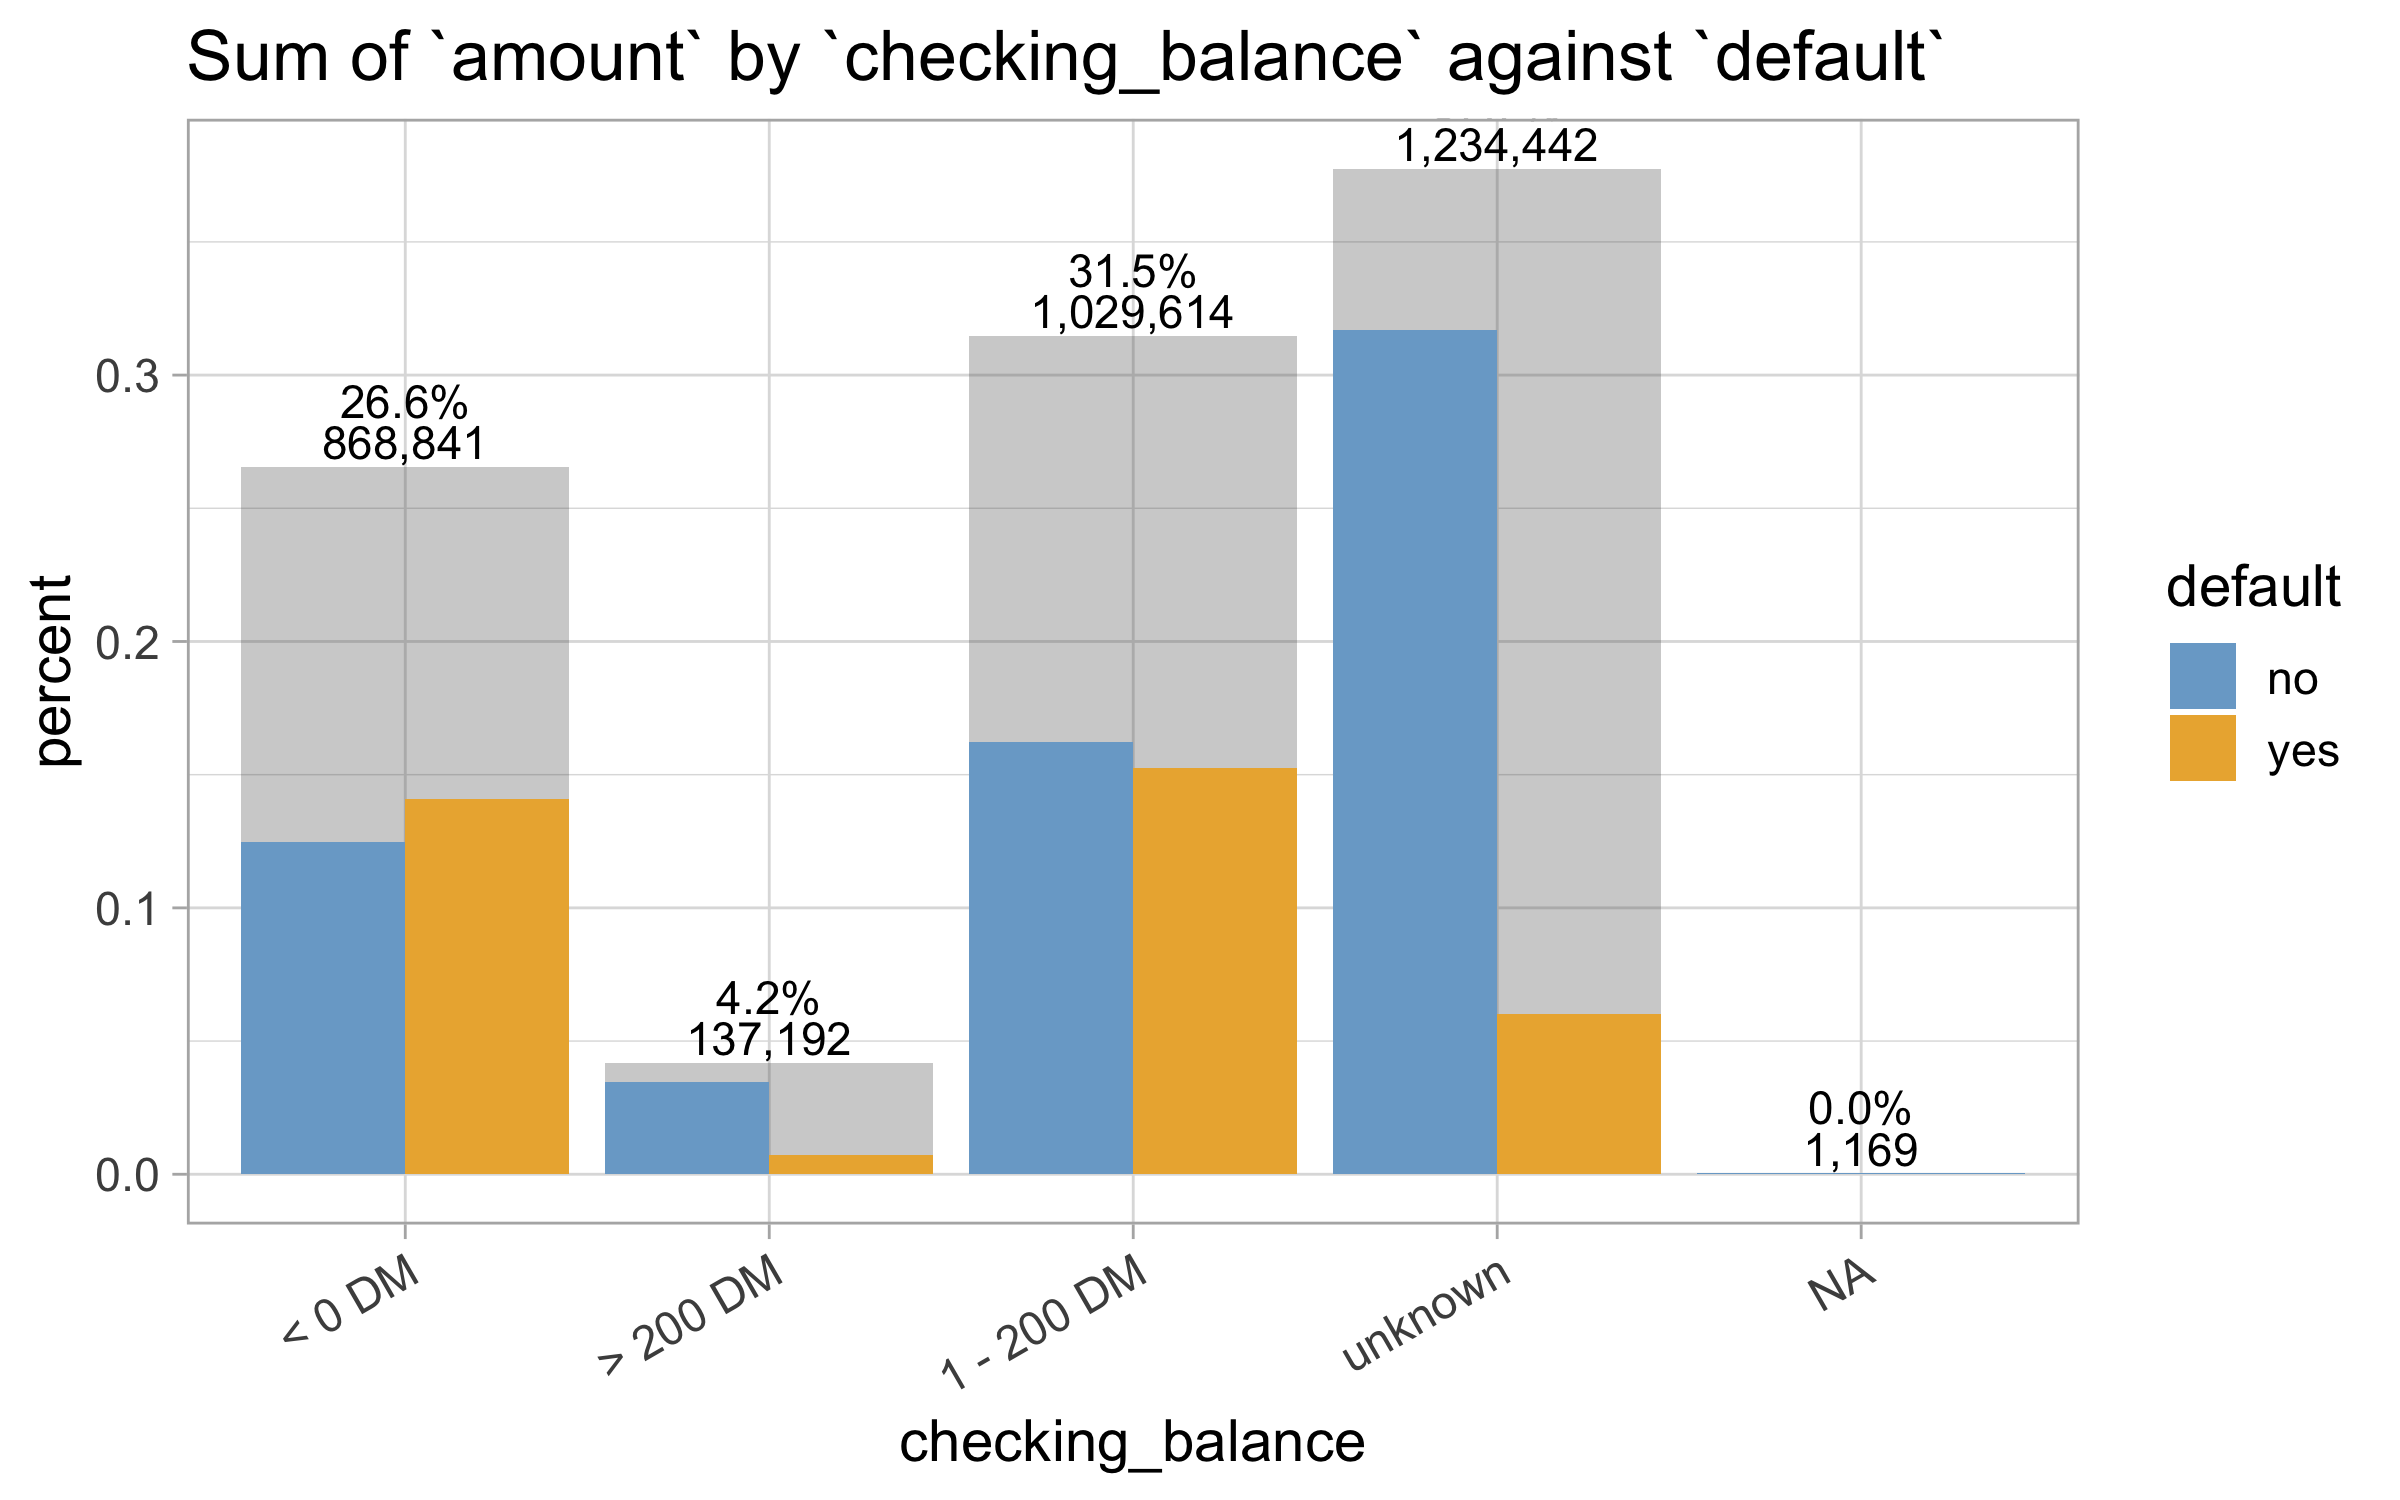 Sum of `amount` by `checking_balance` against `default`
1,234,442
31.5%
1,029,614
26.6%
868,841
4.2%
137,192
0.0%
1,169
percent
0.3
0.2
0.1
0.0
default
no
yes
< 0 DM
> 200 DM
1 - 200 DM
unknown
NA
checking_balance